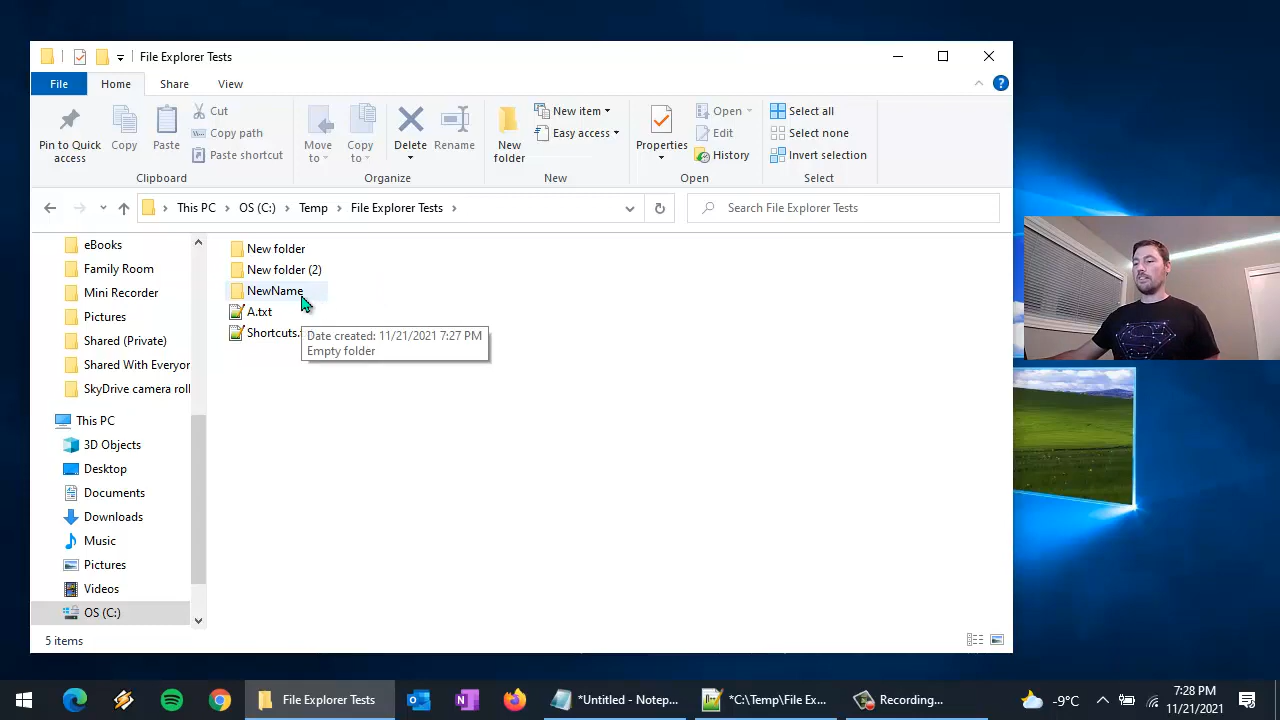 File Explorer Tests
File Home Share View
Pin to Quick access
Copy
Paste
Cut
Copy path
Paste shortcut
Clipboard
Move to
Copy to
Delete
Rename
Organize
New folder
New item
Easy access
New
Properties
Open
Edit
History
Open
Select all
Select none
Invert selection
Select
This PC > OS (C:) > Temp > File Explorer Tests >
Search File Explorer Tests
eBooks
Family Room
Mini Recorder
Pictures
Shared (Private)
Shared With Everyor
SkyDrive camera roll
This PC
3D Objects
Desktop
Documents
Downloads
Music
Pictures
Videos
OS (C:)
New folder
New folder (2)
NewName
A.txt
Shortcuts.
Date created: 11/21/2021 7:27 PM
Empty folder
5 items
File Explorer Tests
*Untitled - Notep...
*C:\Temp\File Ex...
Recording...
-9°C
7:28 PM
11/21/2021